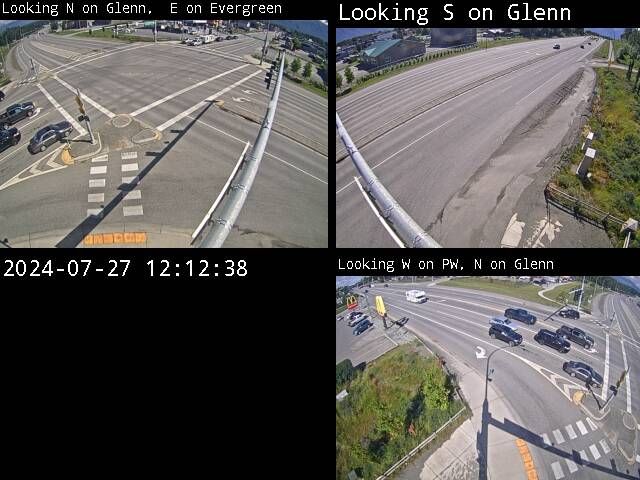 Looking N on Glenn,  E on Evergreen
Looking S on Glenn
2024-07-27 12:12:38
Looking W on PW, N on Glenn